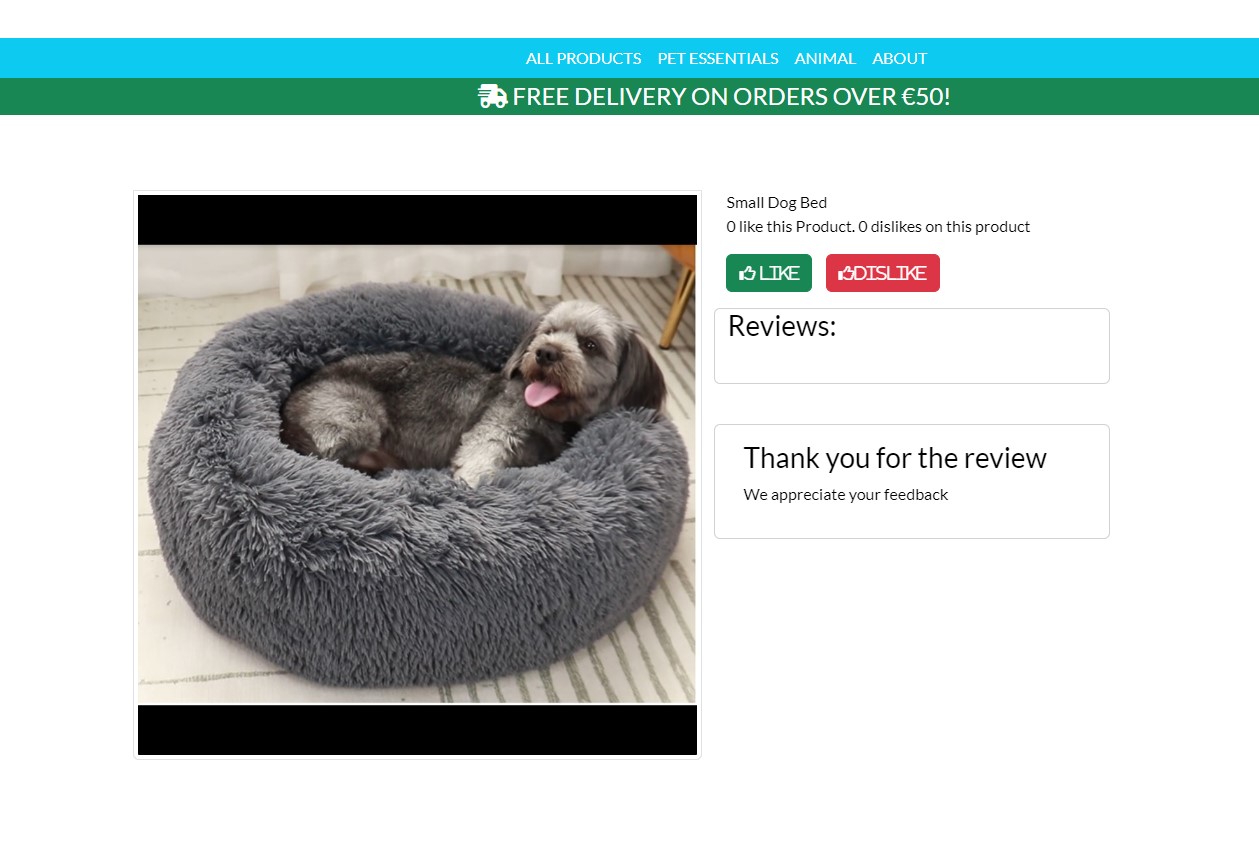 ALL PRODUCTS PET ESSENTIALS ANIMAL ABOUT
FREE DELIVERY ON ORDERS OVER €50!
Small Dog Bed
0 like this Product. 0 dislikes on this product
LIKE DISLIKE
Reviews:
Thank you for the review
We appreciate your feedback